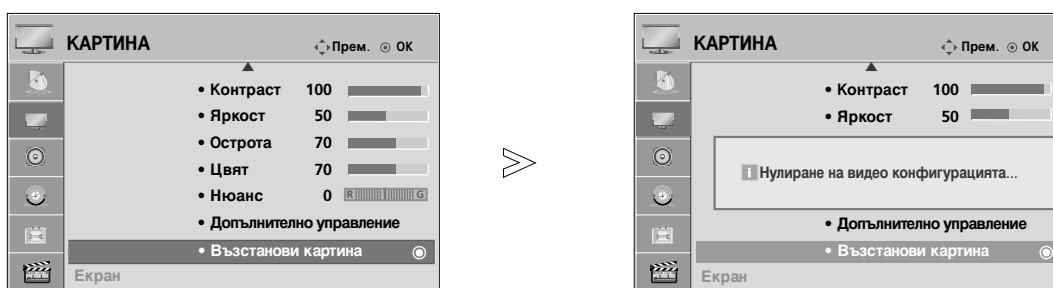 КАРТИНА Прем. OK
• Контраст 100
• Яркост 50
• Острота 70
• Цвят 70
• Нюанс 0 R G
• Допълнително управление
• Възстанови картина
Екран
КАРТИНА Прем. OK
• Контраст 100
• Яркост 50
i Нулиране на видео конфигурацията...
• Допълнително управление
• Възстанови картина
Екран